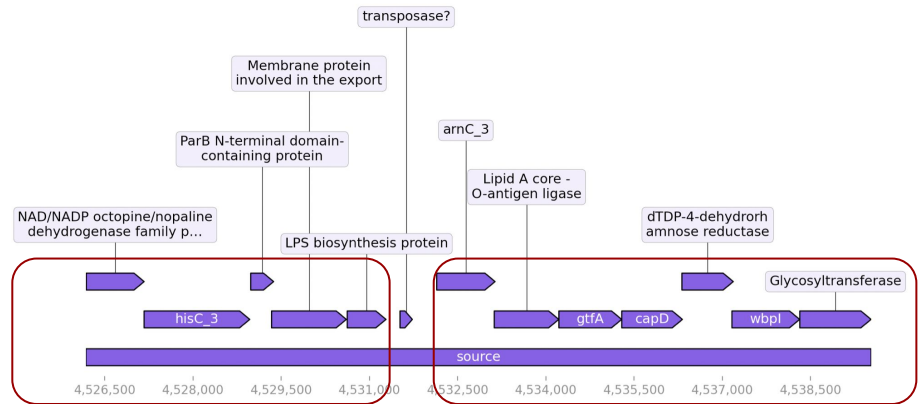 transposase?
Membrane protein
involved in the export
ParB N-terminal domain-
containing protein
arnC_3
Lipid A core -
O-antigen ligase
NAD/NADP octopine/nopaline
dehydrogenase family p...
dTDP-4-dehydrorh
amnose reductase
LPS biosynthesis protein
Glycosyltransferase
hisC_3
gtfA
capD
wbpI
source
4,526,500
4,528,000
4,529,500
4,531,000
4,532,500
4,534,000
4,535,500
4,537,000
4,538,500